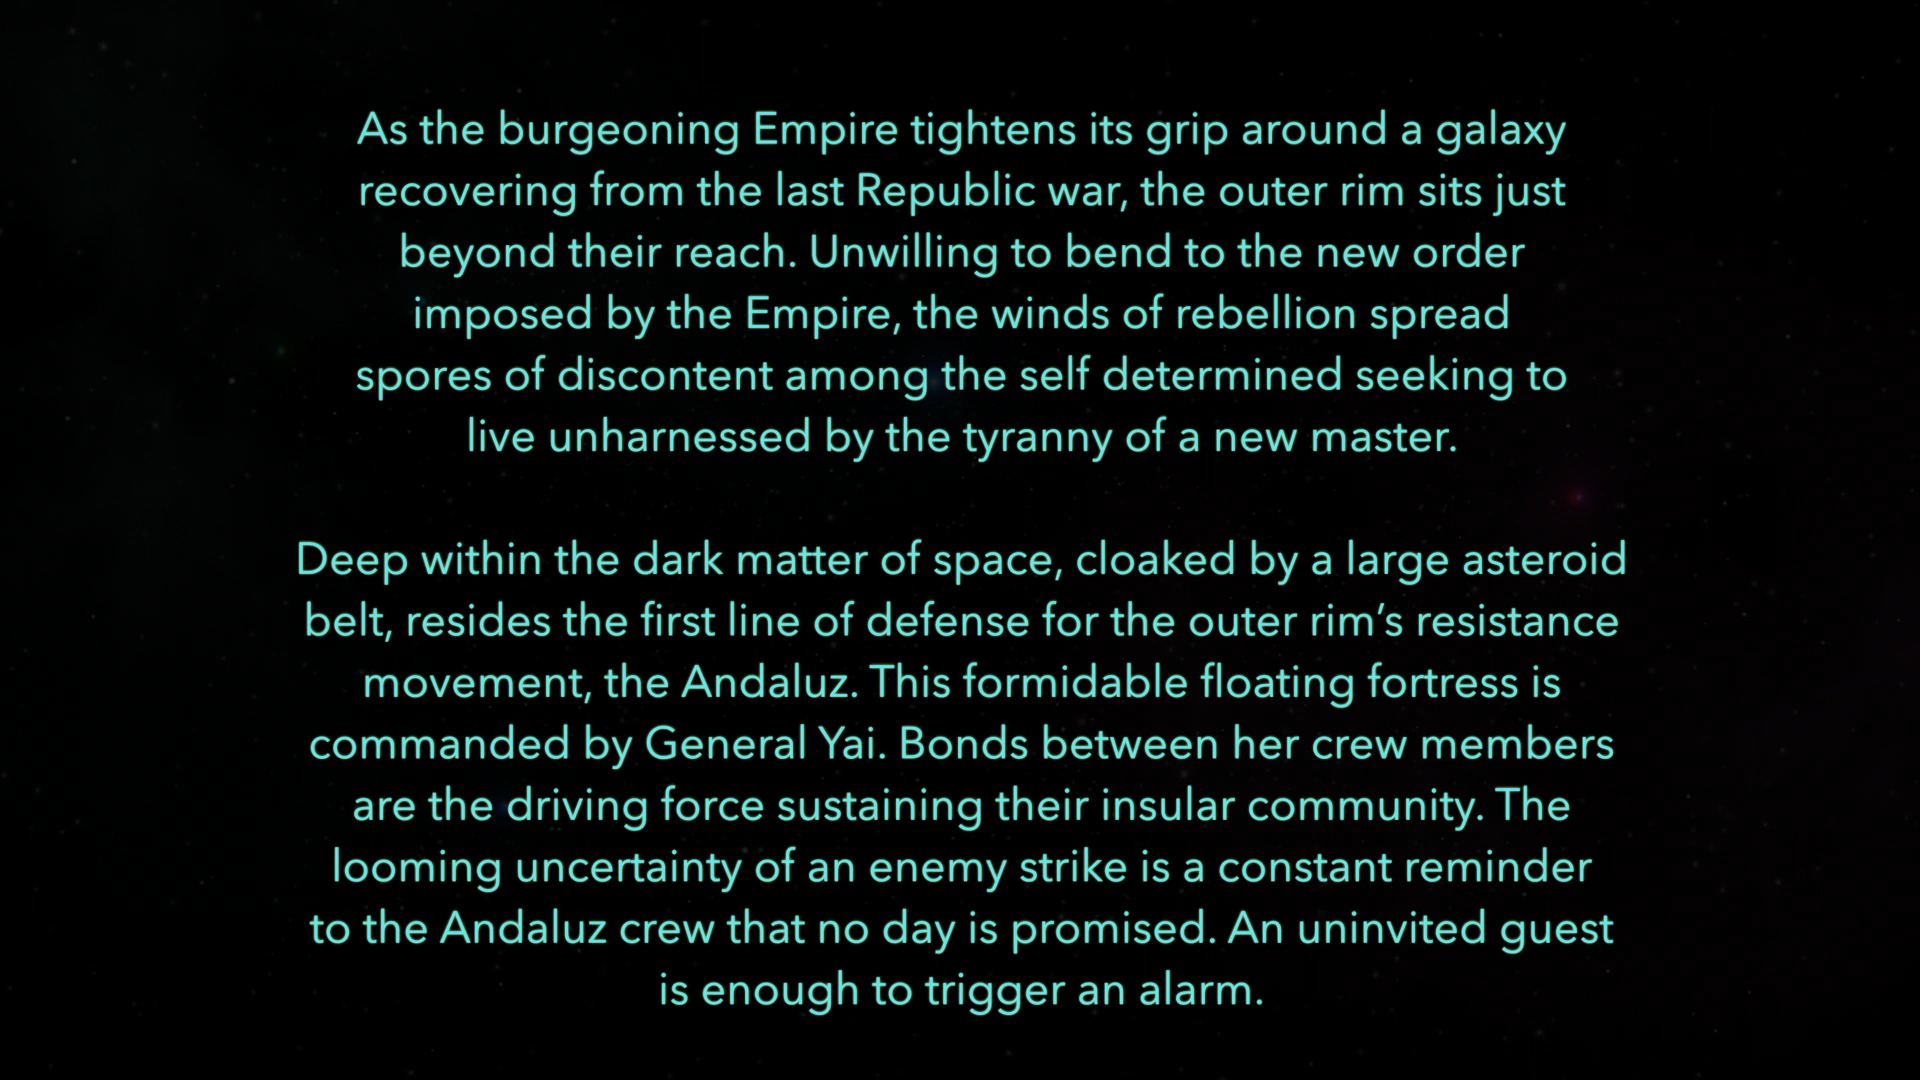 As the burgeoning Empire tightens its grip around a galaxy
recovering from the last Republic war, the outer rim sits just
beyond their reach. Unwilling to bend to the new order
imposed by the Empire, the winds of rebellion spread
spores of discontent among the self determined seeking to
live unharnessed by the tyranny of a new master.
Deep within the dark matter of space, cloaked by a large asteroid
belt, resides the first line of defense for the outer rim’s resistance
movement, the Andaluz. This formidable floating fortress is
commanded by General Yai. Bonds between her crew members
are the driving force sustaining their insular community. The
looming uncertainty of an enemy strike is a constant reminder
to the Andaluz crew that no day is promised. An uninvited guest
is enough to trigger an alarm.